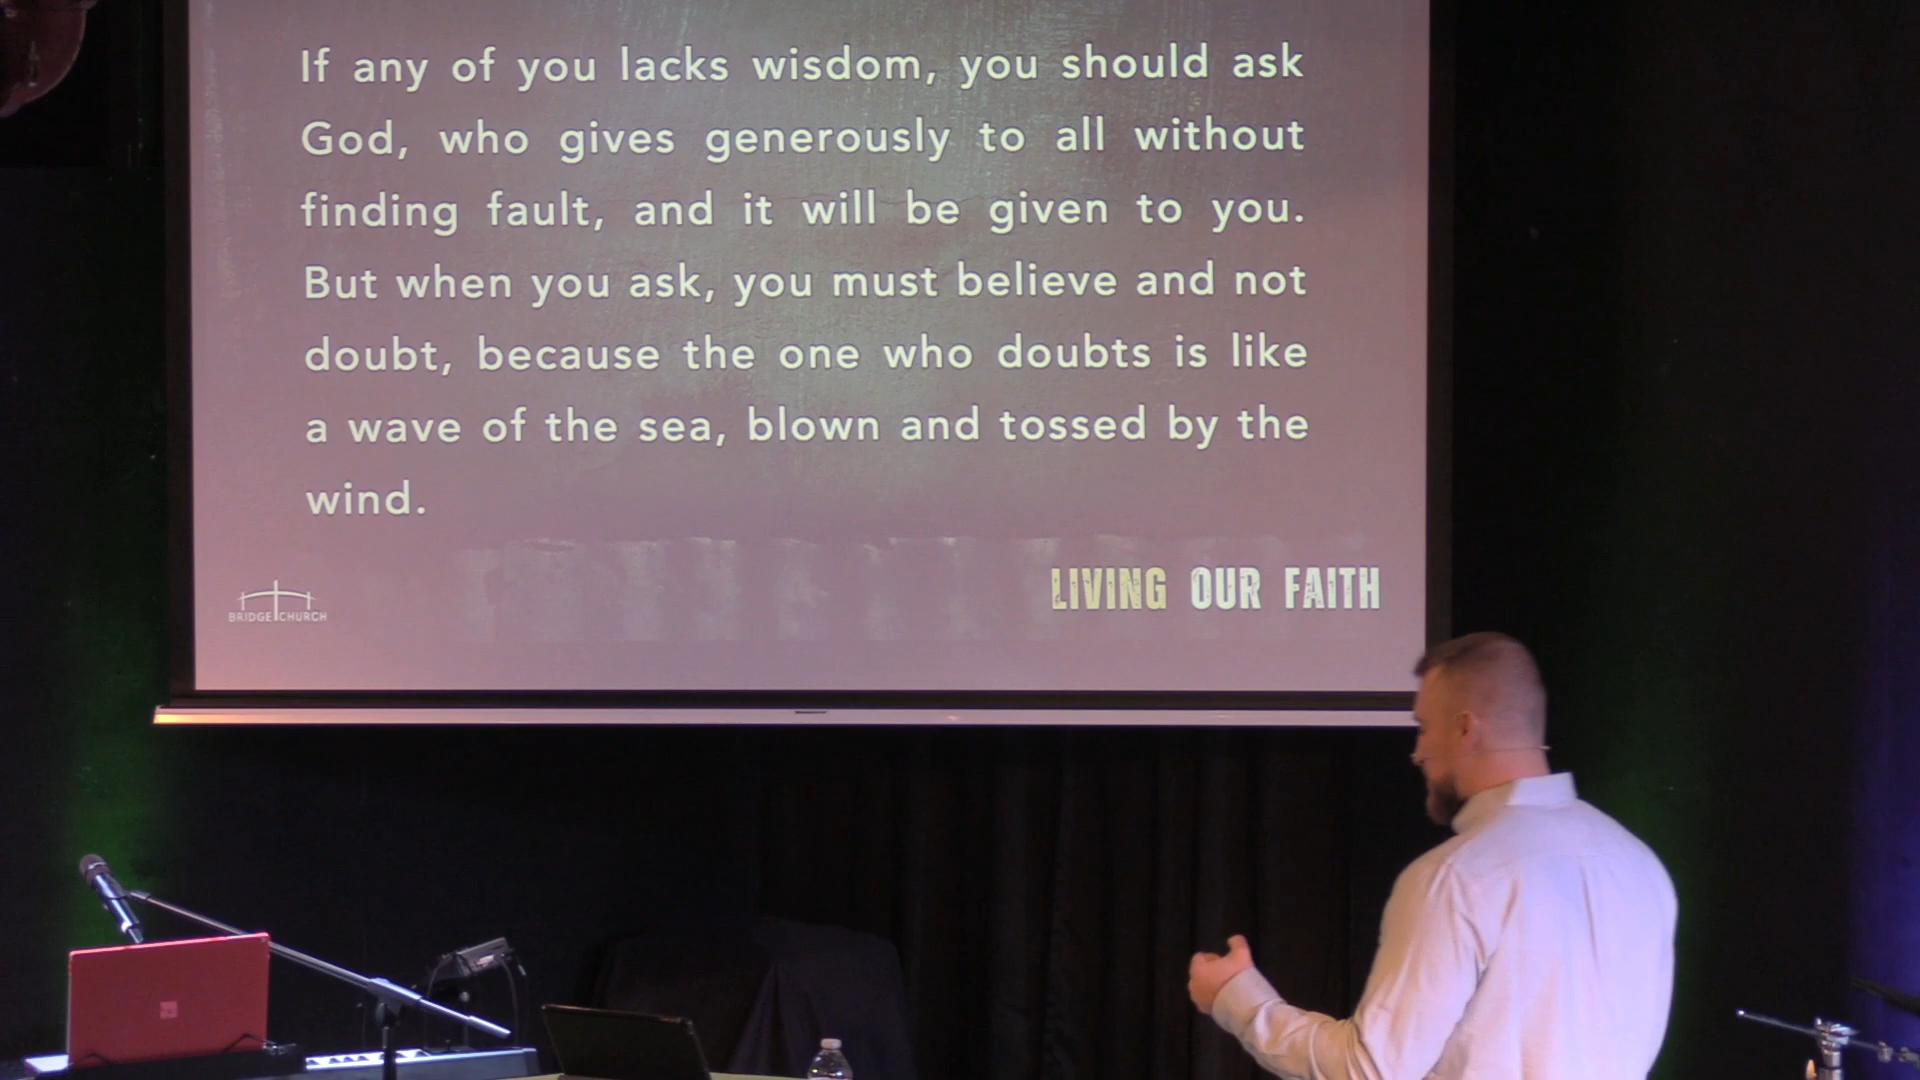 If any of you lacks wisdom, you should ask
God, who gives generously to all without
finding fault, and it will be given to you.
But when you ask, you must believe and not
doubt, because the one who doubts is like
a wave of the sea, blown and tossed by the
wind.
BRIDGE CHURCH
LIVING OUR FAITH